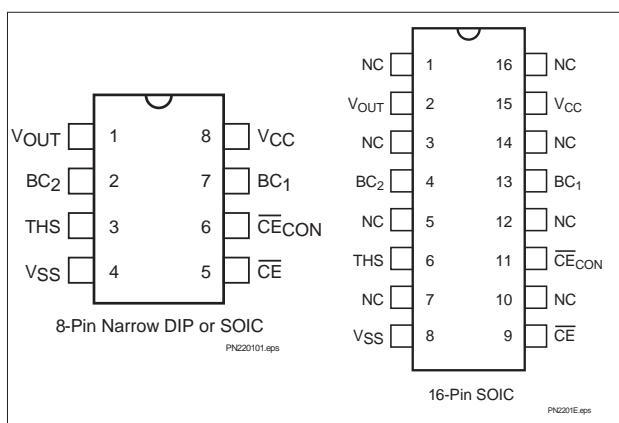 VOUT 1 8 VCC
BC2 2 7 BC1
THS 3 6 CECON
VSS 4 5 CE
8-Pin Narrow DIP or SOIC
PN220101.eps
NC 1 16 NC
VOUT 2 15 VCC
NC 3 14 NC
BC2 4 13 BC1
NC 5 12 NC
THS 6 11 CECON
NC 7 10 NC
VSS 8 9 CE
16-Pin SOIC
PN2201E.eps